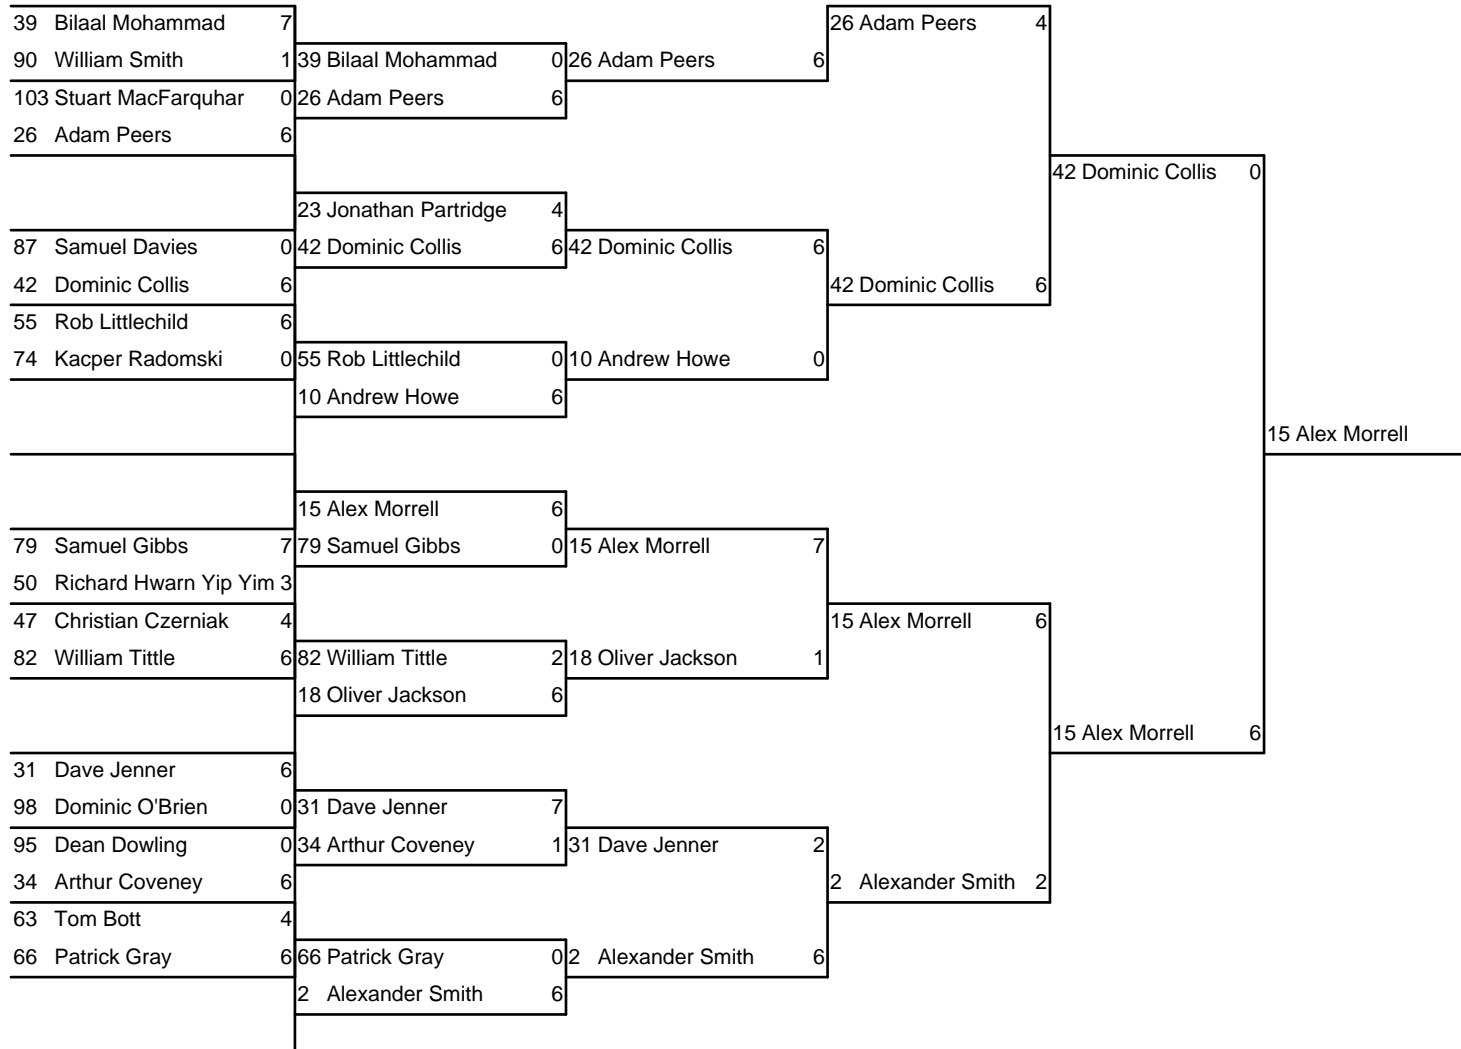 39 Bilaal Mohammad 7
90 William Smith 1
103 Stuart MacFarquhar 0
26 Adam Peers 6
87 Samuel Davies 0
42 Dominic Collis 6
55 Rob Littlechild 6
74 Kacper Radomski 0
79 Samuel Gibbs 7
50 Richard Hwarn Yip Yim 3
47 Christian Czerniak 4
82 William Tittle 6
31 Dave Jenner 6
98 Dominic O'Brien 0
95 Dean Dowling 0
34 Arthur Coveney 6
63 Tom Bott 4
66 Patrick Gray 6
39 Bilaal Mohammad 0
26 Adam Peers 6
23 Jonathan Partridge 4
42 Dominic Collis 6
55 Rob Littlechild 0
10 Andrew Howe 6
15 Alex Morrell 6
79 Samuel Gibbs 0
82 William Tittle 2
18 Oliver Jackson 6
31 Dave Jenner 7
34 Arthur Coveney 1
66 Patrick Gray 0
2 Alexander Smith 6
26 Adam Peers 6
42 Dominic Collis 6
10 Andrew Howe 0
15 Alex Morrell 7
18 Oliver Jackson 1
31 Dave Jenner 2
2 Alexander Smith 6
26 Adam Peers 4
42 Dominic Collis 6
15 Alex Morrell 6
2 Alexander Smith 2
42 Dominic Collis 0
15 Alex Morrell 6
15 Alex Morrell